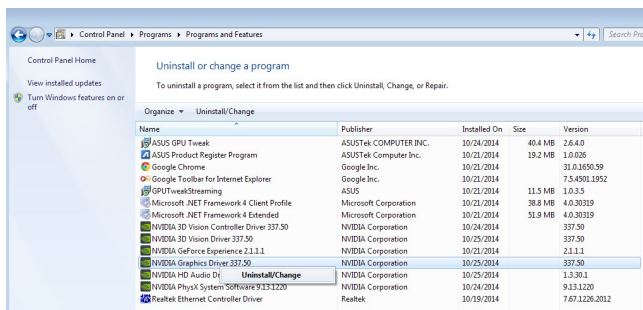 Control Panel Programs Programs and Features Search Pro
Control Panel Home
View installed updates
Turn Windows features on or
off
Uninstall or change a program
To uninstall a program, select it from the list and then click Uninstall, Change, or Repair.
Organize Uninstall/Change
Name Publisher Installed On Size Version
ASUS GPU Tweak ASUSTek COMPUTER INC. 10/24/2014 40.4 MB 2.6.4.0
ASUS Product Register Program ASUSTek Computer Inc. 10/21/2014 19.2 MB 1.0.026
Google Chrome Google Inc. 10/21/2014 31.0.1650.59
Google Toolbar for Internet Explorer Google Inc. 10/21/2014 7.5.4501.1952
GPUTweakStreaming ASUS 10/21/2014 11.5 MB 1.0.3.5
Microsoft .NET Framework 4 Client Profile Microsoft Corporation 10/21/2014 38.8 MB 4.0.30319
Microsoft .NET Framework 4 Extended Microsoft Corporation 10/21/2014 51.9 MB 4.0.30319
NVIDIA 3D Vision Controller Driver 337.50 NVIDIA Corporation 10/24/2014 337.50
NVIDIA 3D Vision Driver 337.50 NVIDIA Corporation 10/25/2014 337.50
NVIDIA GeForce Experience 2.1.1.1 NVIDIA Corporation 10/21/2014 2.1.1.1
NVIDIA Graphics Driver 337.50 NVIDIA Corporation 10/25/2014 337.50
NVIDIA HD Audio Dr Uninstall/Change NVIDIA Corporation 10/25/2014 1.3.30.1
NVIDIA PhysX System Software 9.13.1220 NVIDIA Corporation 10/24/2014 9.13.1220
Realtek Ethernet Controller Driver Realtek 10/19/2014 7.67.1226.2012